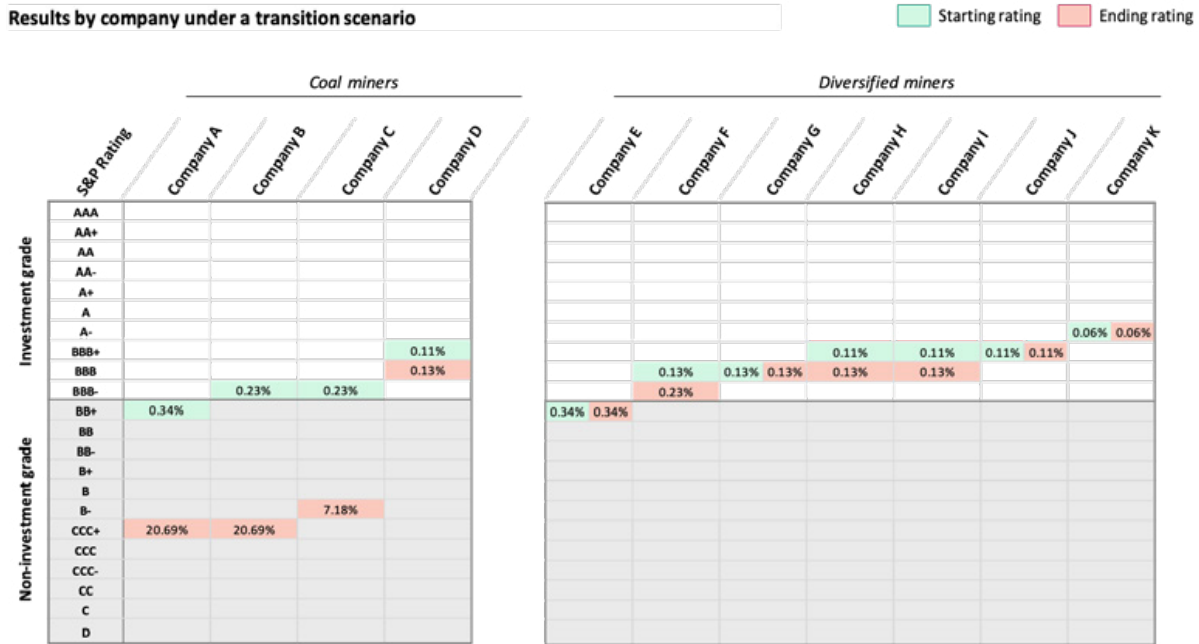 Results by company under a transition scenario
Starting rating
Ending rating
Coal miners
Diversified miners
S&P Rating
Company A
Company B
Company C
Company D
Company E
Company F
Company G
Company H
Company I
Company J
Company K
Investment grade
AAA
AA+
AA
AA-
A+
A
A- 0.06% 0.06%
BBB+ 0.11% 0.11% 0.11% 0.11% 0.11%
BBB 0.13% 0.13% 0.13% 0.13% 0.13% 0.13%
BBB- 0.23% 0.23% 0.23%
Non-investment grade
BB+ 0.34% 0.34% 0.34%
BB
BB-
B+
B
B- 7.18%
CCC+ 20.69% 20.69%
CCC
CCC-
CC
C
D